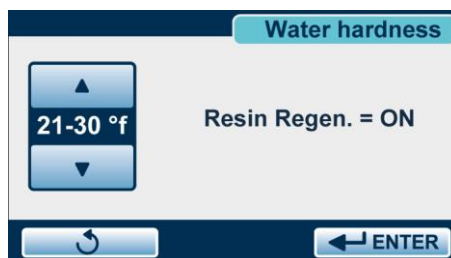 Water hardness
21-30 °f
Resin Regen. = ON
ENTER